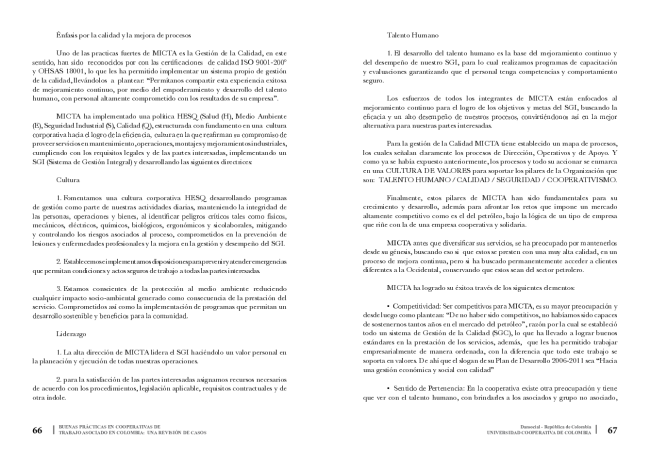 Énfasis por la calidad y la mejora de procesos
Uno de las practicas fuertes de MICTA es la Gestión de la Calidad, en este
sentido, han sido reconocidos por con las certificaciones de calidad ISO 9001-200
y OHSAS 18001, lo que les ha permitido implementar un sistema propio de gestión
de la calidad, llevándolos a plantear: “Permítanos compartir esta experiencia exitosa
de mejoramiento continuo, por medio del empoderamiento y desarrollo del talento
humano, con personal altamente comprometido con los resultados de su empresa”.
MICTA ha implementado una política HESQ (Salud (H), Medio Ambiente
(E), Seguridad Industrial (S), Calidad (Q), estructurada con fundamento en una cultura
corporativa hacia el logro de la eficiencia, cultura en la que reafirman su compromiso de
proveer servicios en mantenimiento, operaciones, montajes y mejoramientos industriales,
cumpliendo con los requisitos legales y de las partes interesadas, implementando un
SGI (Sistema de Gestión Integral) y desarrollando las siguientes directrices:
Cultura
1. Fomentamos una cultura corporativa HESQ desarrollando programas
de gestión como parte de nuestras actividades diarias, manteniendo la integridad de
las personas, operaciones y bienes, al identificar peligros críticos tales como físicos,
mecánicos, eléctricos, químicos, biológicos, ergonómicos y sicolaborales, mitigando
y controlando los riesgos asociados al proceso, comprometidos en la prevención de
lesiones y enfermedades profesionales y la mejora en la gestión y desempeño del SGI.
2. Establecemos e implementamos disposiciones para prevenir y atender emergencias
que permitan condiciones y actos seguros de trabajo a todas las partes interesadas.
3. Estamos conscientes de la protección al medio ambiente reduciendo
cualquier impacto socio-ambiental generado como consecuencia de la prestación del
servicio. Comprometidos así como la implementación de programas que permitan un
desarrollo sostenible y beneficios para la comunidad.
Liderazgo
1. La alta dirección de MICTA lidera el SGI haciéndolo un valor personal en
la planeación y ejecución de todas nuestras operaciones.
2. para la satisfacción de las partes interesadas asignamos recursos necesarios
de acuerdo con los procedimientos, legislación aplicable, requisitos contractuales y de
otra índole.
66
BUENAS PRÁCTICAS EN COOPERATIVAS DE
TRABAJO ASOCIADO EN COLOMBIA: UNA REVISIÓN DE CASOS
Talento Humano
1. El desarrollo del talento humano es la base del mejoramiento continuo y
del desempeño de nuestro SGI, para lo cual realizamos programas de capacitación
y evaluaciones garantizando que el personal tenga competencias y comportamiento
seguro.
Los esfuerzos de todos los integrantes de MICTA están enfocados al
mejoramiento continuo para el logro de los objetivos y metas del SGI, buscando la
eficacia y un alto desempeño de nuestros procesos, convirtiéndonos así en la mejor
alternativa para nuestras partes interesadas.
Para la gestión de la Calidad MICTA tiene establecido un mapa de procesos,
los cuales señalan claramente los procesos de Dirección, Operativos y de Apoyo. Y
como ya se había expuesto anteriormente, los procesos y todo su accionar se enmarca
en una CULTURA DE VALORES para soportar los pilares de la Organización que
son: TALENTO HUMANO / CALIDAD / SEGURIDAD / COOPERATIVISMO.
Finalmente, estos pilares de MICTA han sido fundamentales para su
crecimiento y desarrollo, además para afrontar los retos que impone un mercado
altamente competitivo como es el del petróleo, bajo la lógica de un tipo de empresa
que riñe con la de una empresa cooperativa y solidaria.
MICTA antes que diversificar sus servicios, se ha preocupado por mantenerlos
desde su génesis, buscando eso sí que estos se presten con una muy alta calidad, en un
proceso de mejora continua, pero si ha buscado permanentemente acceder a clientes
diferentes a la Occidental, conservando que estos sean del sector petrolero.
MICTA ha logrado su éxito a través de los siguientes elementos:
• Competitividad: Ser competitivos para MICTA, es su mayor preocupación y
desde luego como plantean: “De no haber sido competitivos, no habíamos sido capaces
de sostenernos tantos años en el mercado del petróleo”, razón por la cual se estableció
todo un sistema de Gestión de la Calidad (SGC), lo que ha llevado a lograr buenos
estándares en la prestación de los servicios, además, que les ha permitido trabajar
empresarialmente de manera ordenada, con la diferencia que todo este trabajo se
soporta en valores. De ahí que el slogan de su Plan de Desarrollo 2006-2011 sea “Hacia
una gestión económica y social con calidad”
• Sentido de Pertenencia: En la cooperativa existe otra preocupación y tiene
que ver con el talento humano, con brindarles a los asociados y grupo no asociado,
Dansocial - República de Colombia
UNIVERSIDAD COOPERATIVA DE COLOMBIA
67